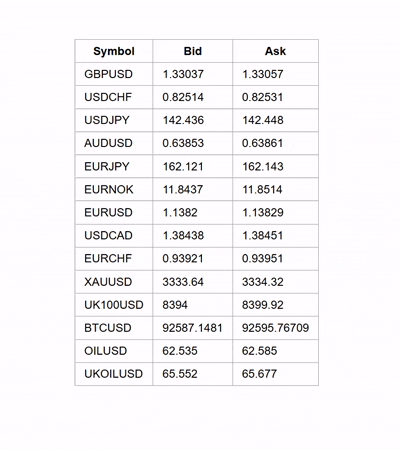 Symbol Bid Ask
GBPUSD 1.33037 1.33057
USDCHF 0.82514 0.82531
USDJPY 142.436 142.448
AUDUSD 0.63853 0.63861
EURJPY 162.121 162.143
EURNOK 11.8437 11.8514
EURUSD 1.1382 1.13829
USDCAD 1.38438 1.38451
EURCHF 0.93921 0.93951
XAUUSD 3333.64 3334.32
UK100USD 8394 8399.92
BTCUSD 92587.1481 92595.76709
OILUSD 62.535 62.585
UKOILUSD 65.552 65.677